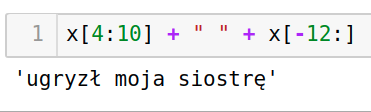 1 x[4:10] + " " + x[-12:]
'ugryzł moja siostrę'